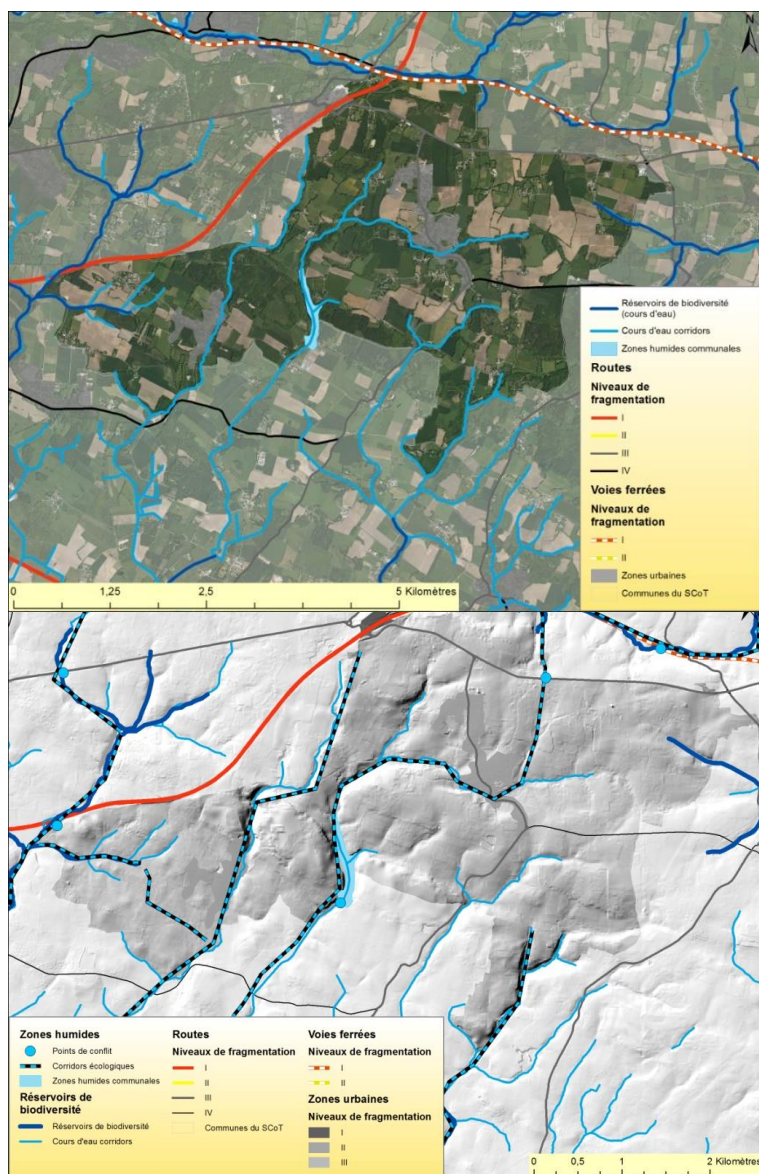 N
Réservoirs de biodiversité
(cours d'eau)
Cours d'eau corridors
Zones humides communales
Routes
Niveaux de
fragmentation
I
II
III
IV
Voies ferrées
Niveaux de
fragmentation
I
II
Zones urbaines
Communes du SCoT
0 1,25 2,5 5 Kilomètres
Zones humides
Points de conflit
Corridors écologiques
Zones humides communales
Réservoirs de
biodiversité
Réservoirs de biodiversité
Cours d'eau corridors
Routes
Niveaux de fragmentation
I
II
III
IV
Communes du SCoT
Voies ferrées
Niveaux de fragmentation
I
II
Zones urbaines
Niveaux de fragmentation
I
II
III
0 0,5 1 2 Kilomètres